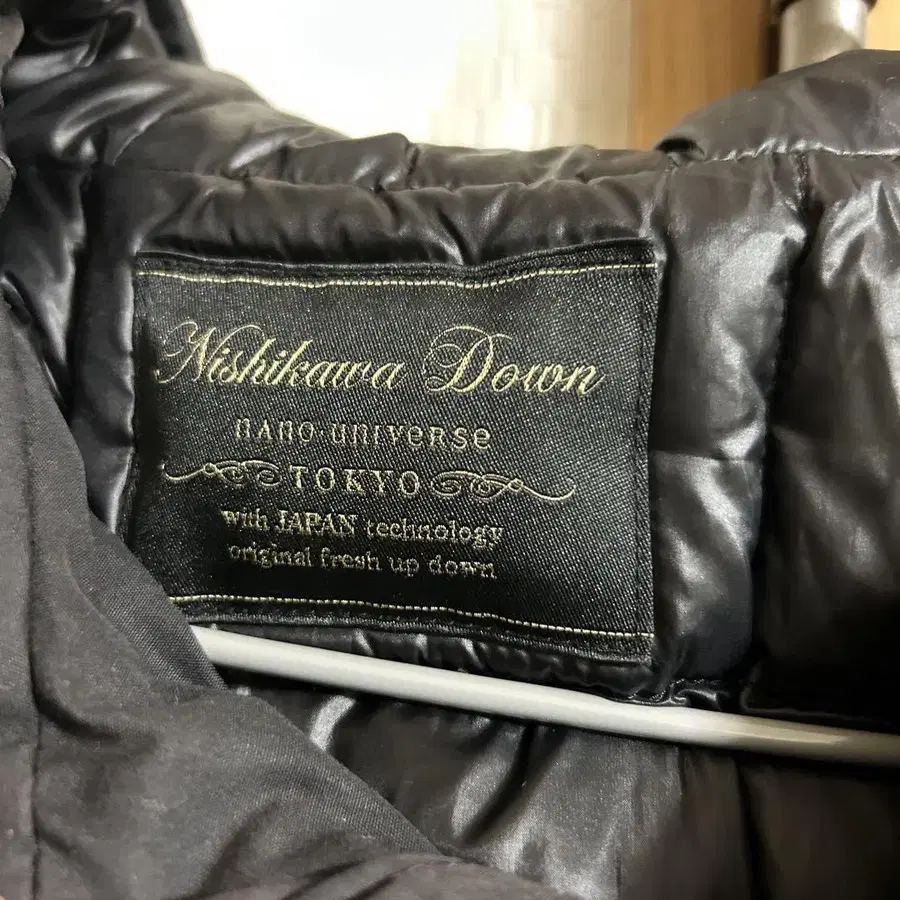 Nishikawa Down
nano·universe
TOKYO
with JAPAN technology
original fresh up down